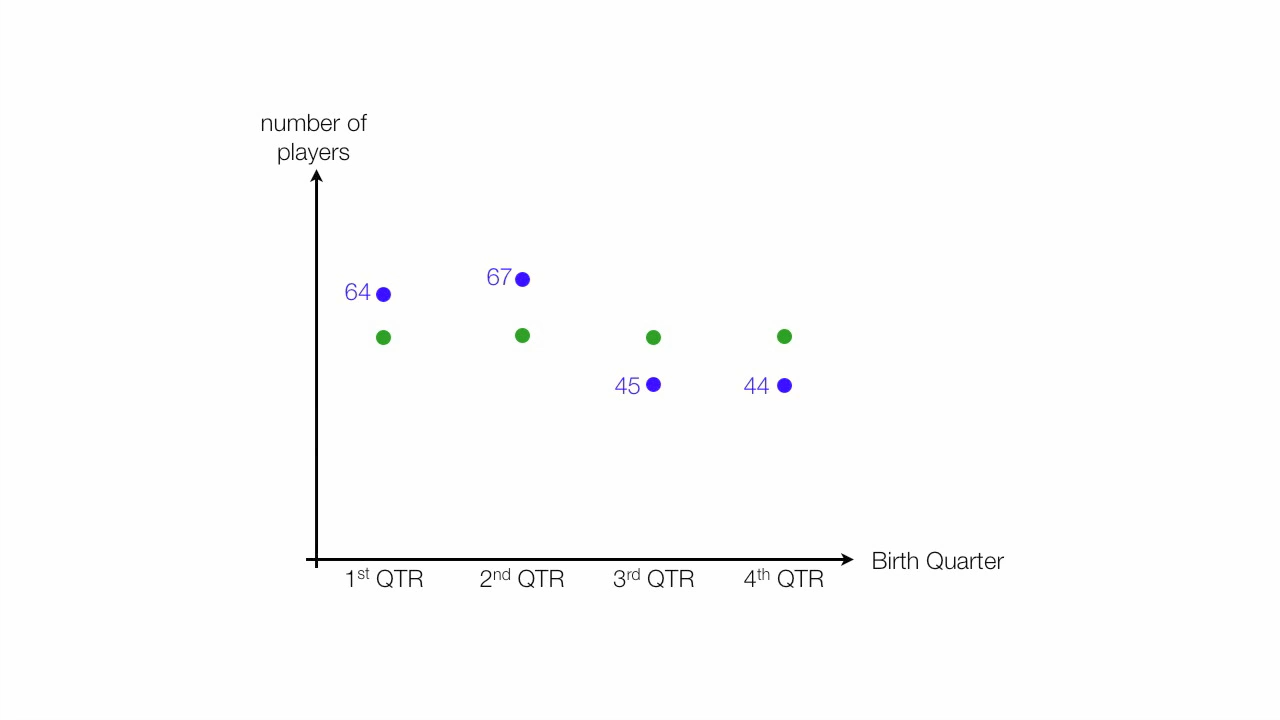 number of
players
67
64
45
44
Birth Quarter
1st QTR
2nd QTR
3rd QTR
4th QTR